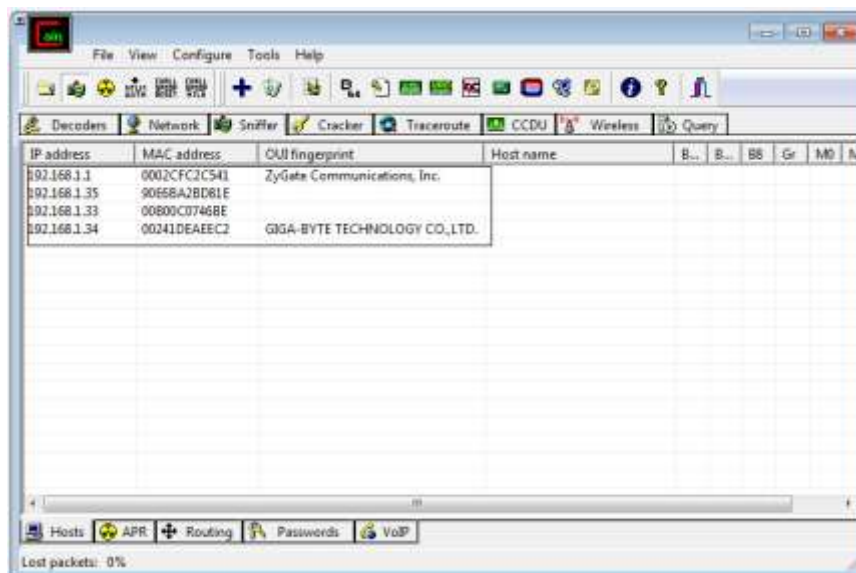 Cain
File View Configure Tools Help
Decoders Network Sniffer Cracker Traceroute CCDU Wireless Query
IP address MAC address OUI fingerprint Host name B... B... B8 Gr M0
192.168.1.1 0002CFC2C541 ZyGate Communications, Inc.
192.168.1.35 90E6BA2BD81E
192.168.1.33 00B00C0746BE
192.168.1.34 00241DEAEEC2 GIGA-BYTE TECHNOLOGY CO.,LTD.
Hosts APR Routing Passwords VoIP
Lost packets: 0%